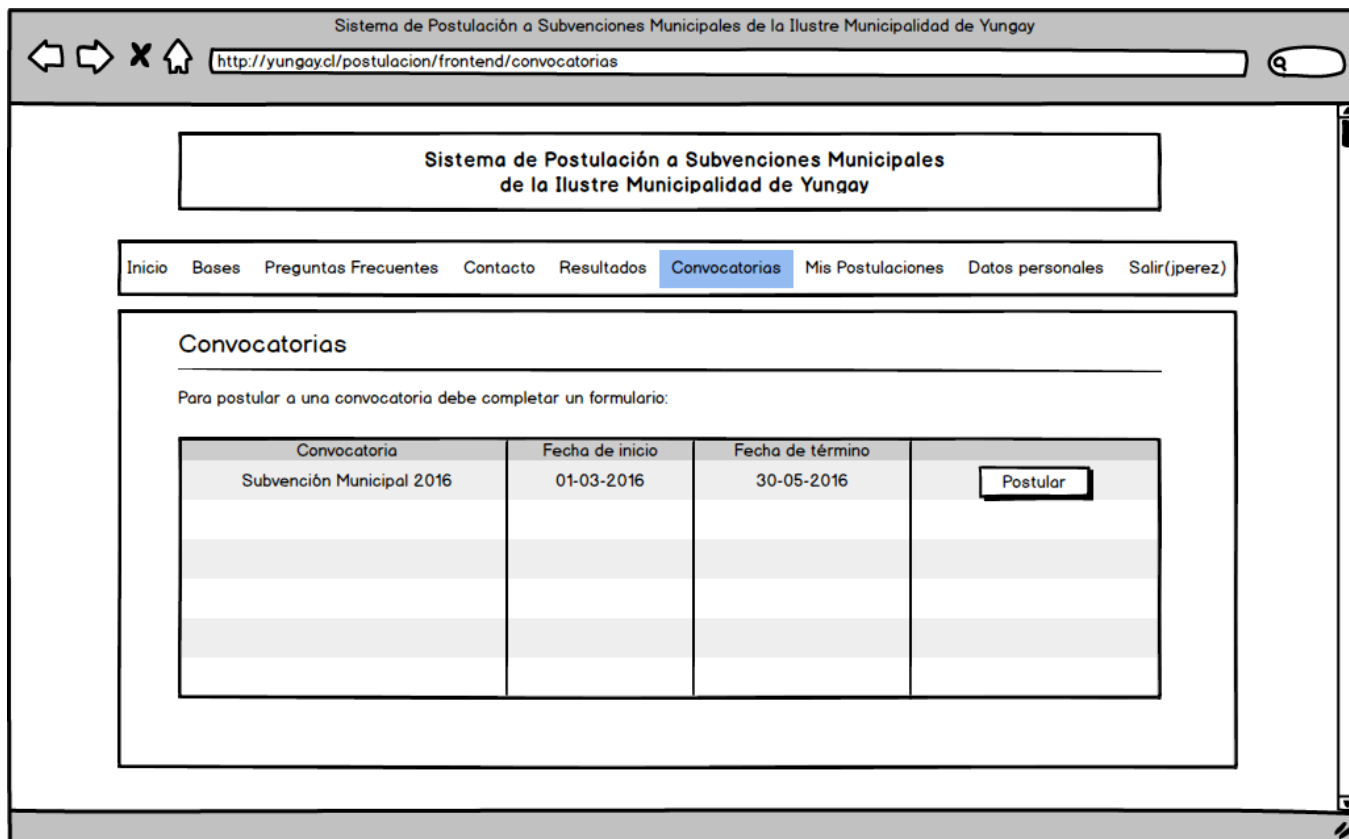 Sistema de Postulación a Subvenciones Municipales de la Ilustre Municipalidad de Yungay
http://yungay.cl/postulacion/frontend/convocatorias
Sistema de Postulación a Subvenciones Municipales
de la Ilustre Municipalidad de Yungay
Inicio Bases Preguntas Frecuentes Contacto Resultados Convocatorias Mis Postulaciones Datos personales Salir(jperez)
Convocatorias
Para postular a una convocatoria debe completar un formulario:
Convocatoria Fecha de inicio Fecha de término
Subvención Municipal 2016 01-03-2016 30-05-2016 Postular